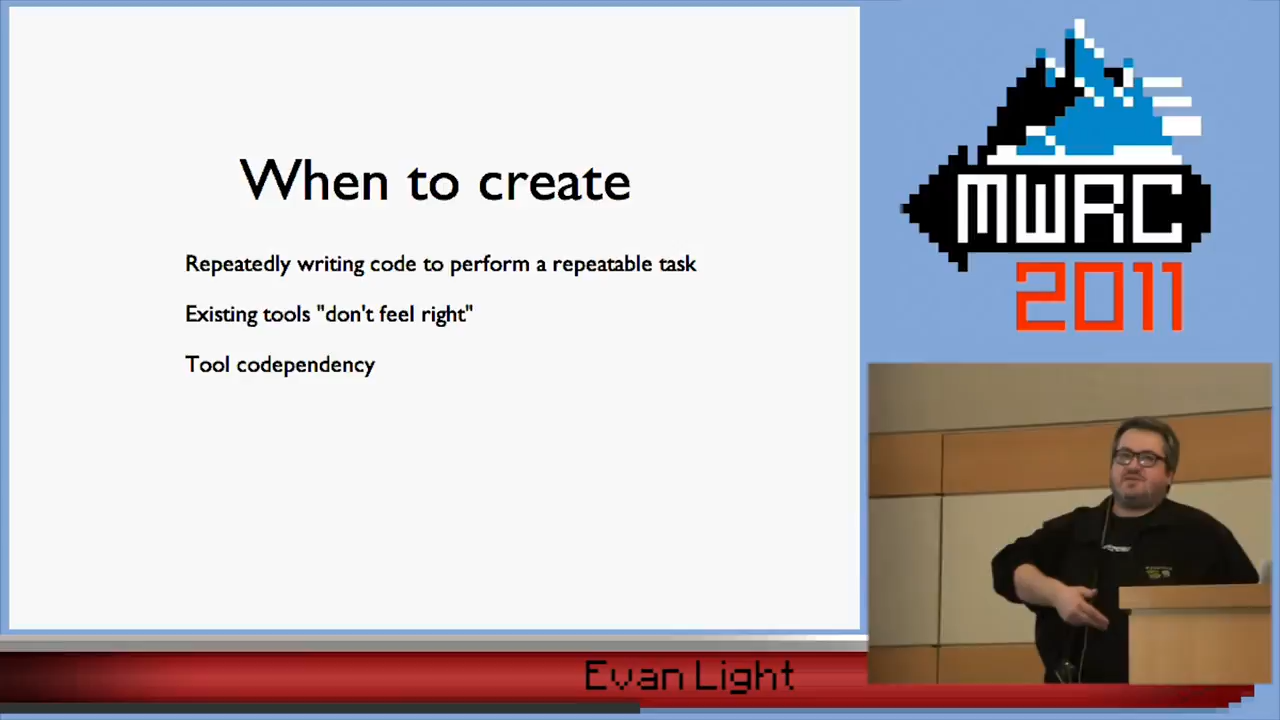 When to create
Repeatedly writing code to perform a repeatable task
Existing tools "don't feel right"
Tool codependency
MWRC
2011
Evan Light